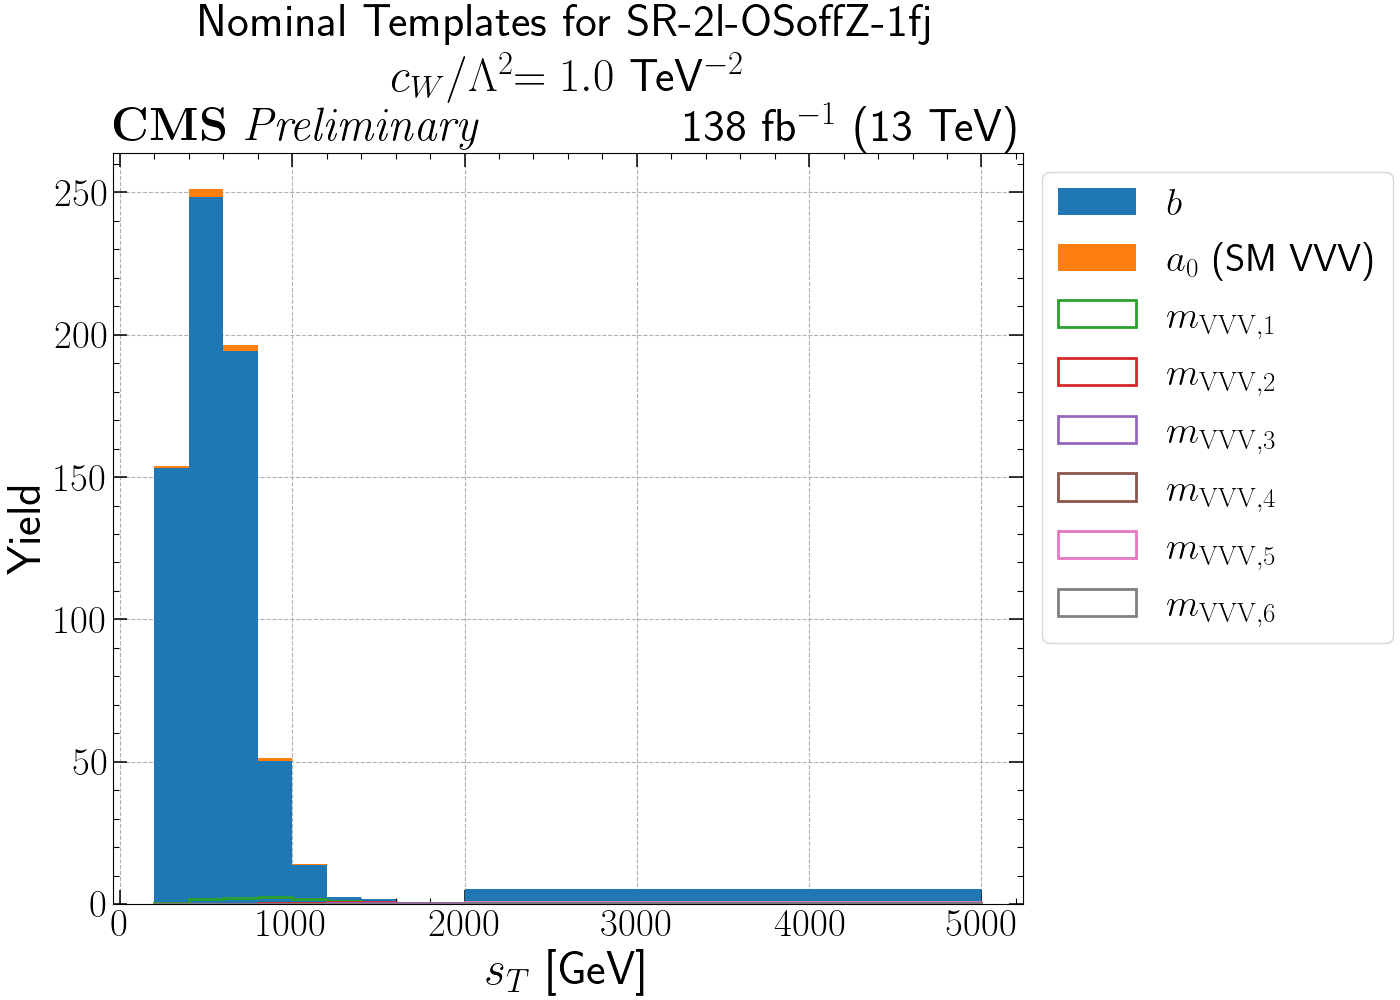 Nominal Templates for SR-2l-OSoffZ-1fj
c_W/Λ²= 1.0 TeV⁻²
CMS Preliminary 138 fb⁻¹ (13 TeV)
250
200
150
100
50
0
Yield
0 1000 2000 3000 4000 5000
s_T [GeV]
b
a₀ (SM VVV)
m_VVV,1
m_VVV,2
m_VVV,3
m_VVV,4
m_VVV,5
m_VVV,6